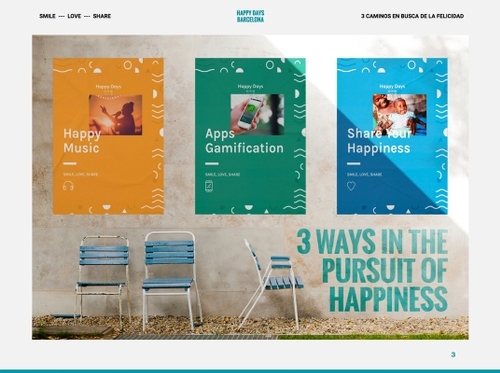 SMILE --- LOVE --- SHARE
HAPPY DAYS
BARCELONA
3 CAMINOS EN BUSCA DE LA FELICIDAD
Happy Days
Happy
Music
SMILE, LOVE, SHARE
Happy Days
Apps
Gamification
SMILE, LOVE, SHARE
Happy Days
Share Your
Happiness
SMILE, LOVE, SHARE
3 WAYS IN THE
PURSUIT OF
HAPPINESS
3